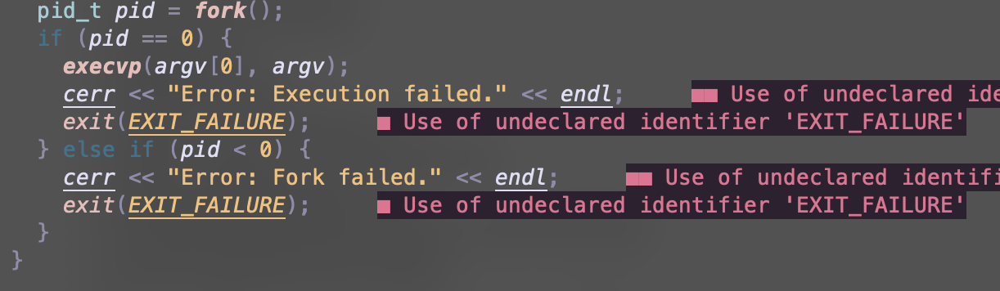 pid_t pid = fork();
if (pid == 0) {
execvp(argv[0], argv);
cerr << "Error: Execution failed." << endl; ■■ Use of undeclared ide
exit(EXIT_FAILURE); ■ Use of undeclared identifier 'EXIT_FAILURE'
} else if (pid < 0) {
cerr << "Error: Fork failed." << endl; ■■ Use of undeclared identifi
exit(EXIT_FAILURE); ■ Use of undeclared identifier 'EXIT_FAILURE'
}
}